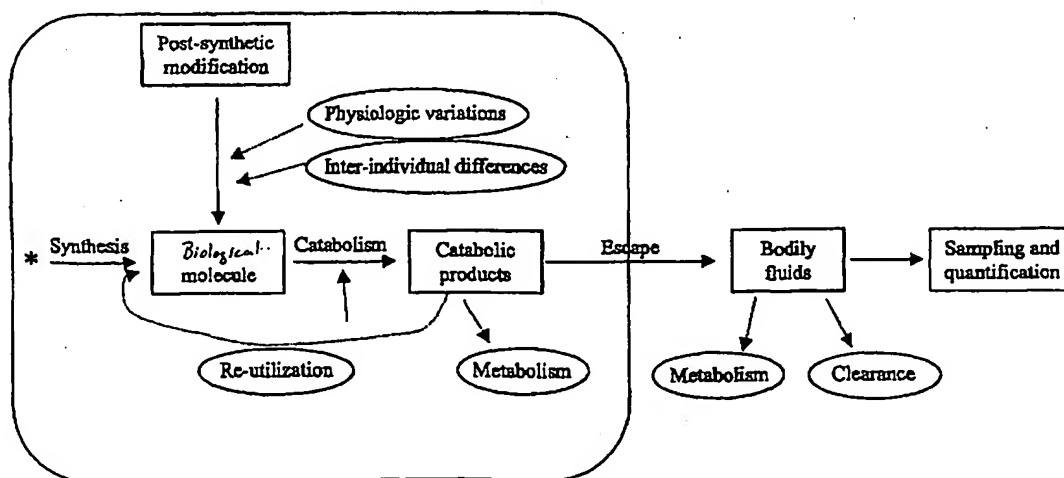 Post-synthetic
modification
Physiologic variations
Inter-individual differences
* Synthesis
Biological
molecule
Catabolism
Catabolic
products
Escape
Bodily
fluids
Sampling and
quantification
Re-utilization
Metabolism
Metabolism
Clearance